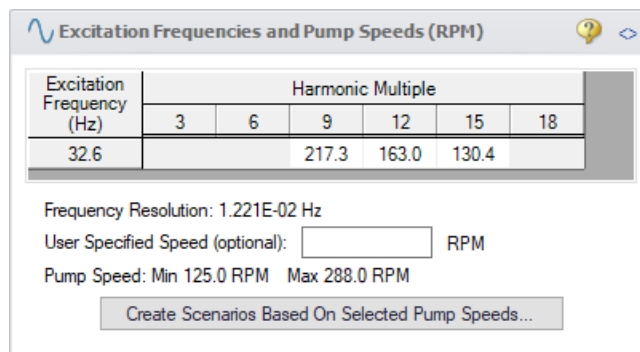 Excitation Frequencies and Pump Speeds (RPM)
Excitation Frequency (Hz) Harmonic Multiple
3 6 9 12 15 18
32.6 217.3 163.0 130.4
Frequency Resolution: 1.221E-02 Hz
User Specified Speed (optional): RPM
Pump Speed: Min 125.0 RPM Max 288.0 RPM
Create Scenarios Based On Selected Pump Speeds...